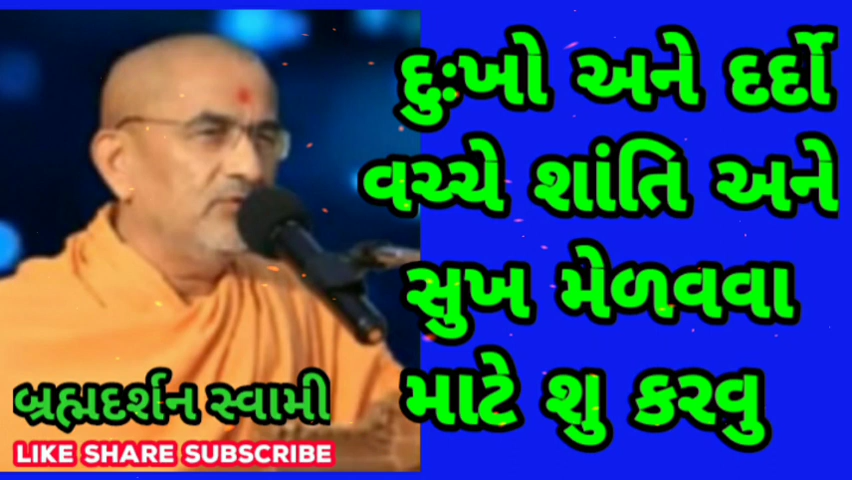 દુઃખો અને દર્દો
વચ્ચે શાંતિ અને
સુખ મેળવવા
માટે શુ કરવુ
બ્રહ્મદર્શન સ્વામી
LIKE SHARE SUBSCRIBE